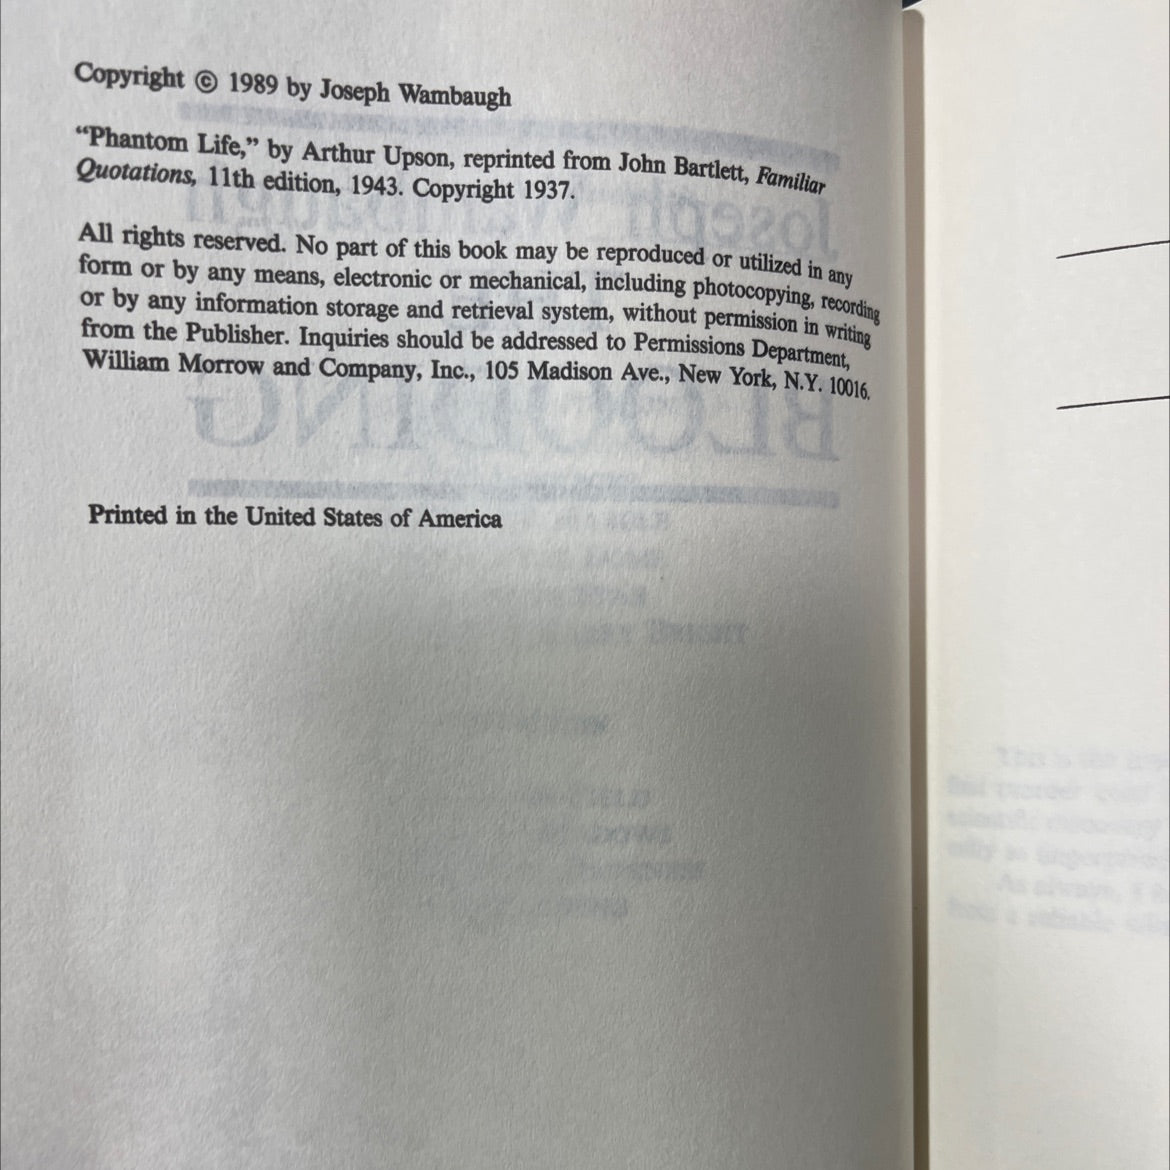 Copyright © 1989 by Joseph Wambaugh
“Phantom Life,” by Arthur Upson, reprinted from John Bartlett, Familiar
Quotations, 11th edition, 1943. Copyright 1937.
All rights reserved. No part of this book may be reproduced or utilized in any
form or by any means, electronic or mechanical, including photocopying, recording
or by any information storage and retrieval system, without permission in writing
from the Publisher. Inquiries should be addressed to Permissions Department,
William Morrow and Company, Inc., 105 Madison Ave., New York, N.Y. 10016.
Printed in the United States of America